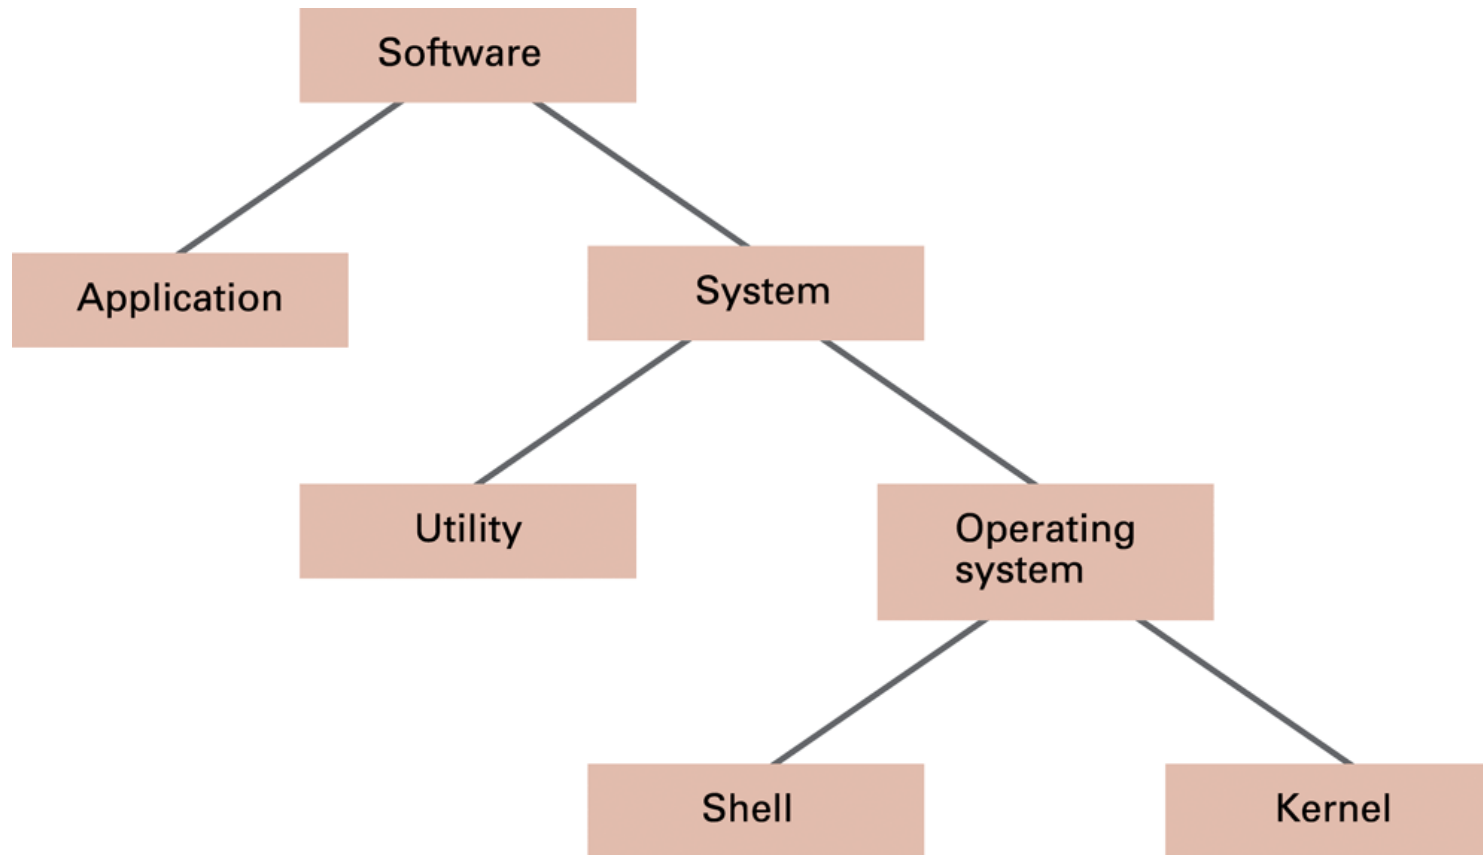 Software
Application
System
Utility
Operating
system
Shell
Kernel